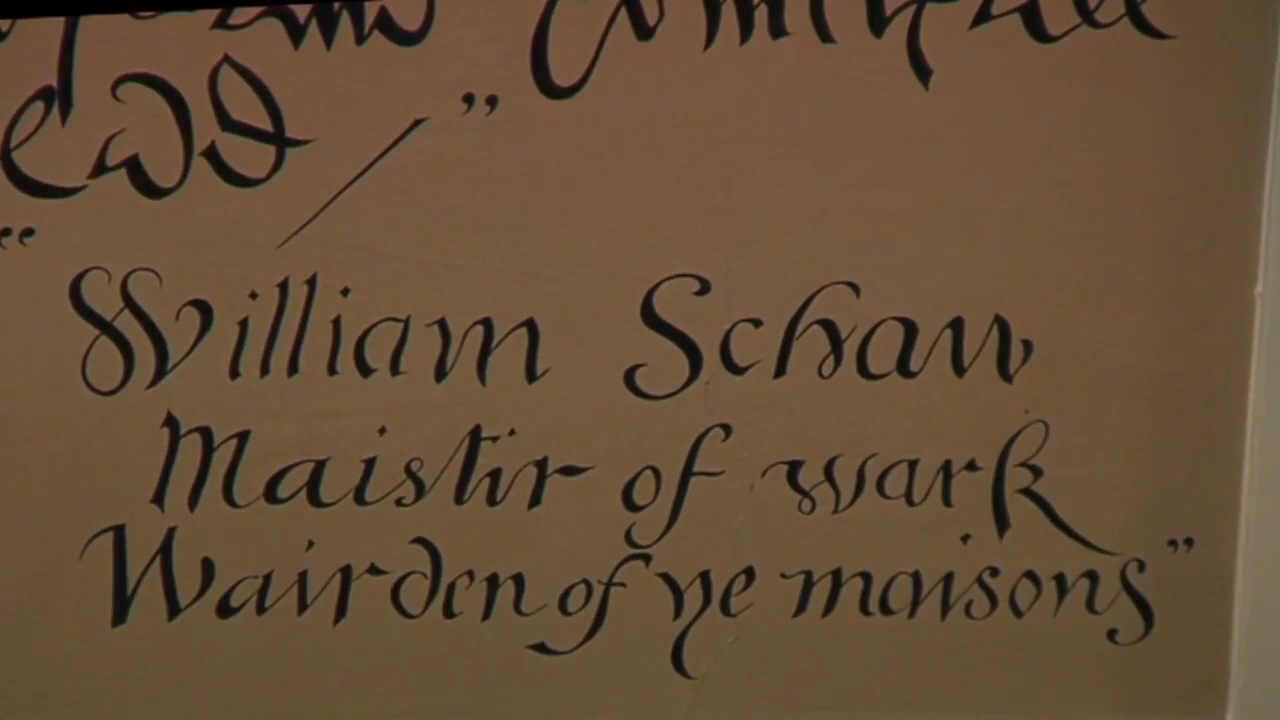 ”
“
William Schaw
Maistir of wark
Wairden of ye maisons”